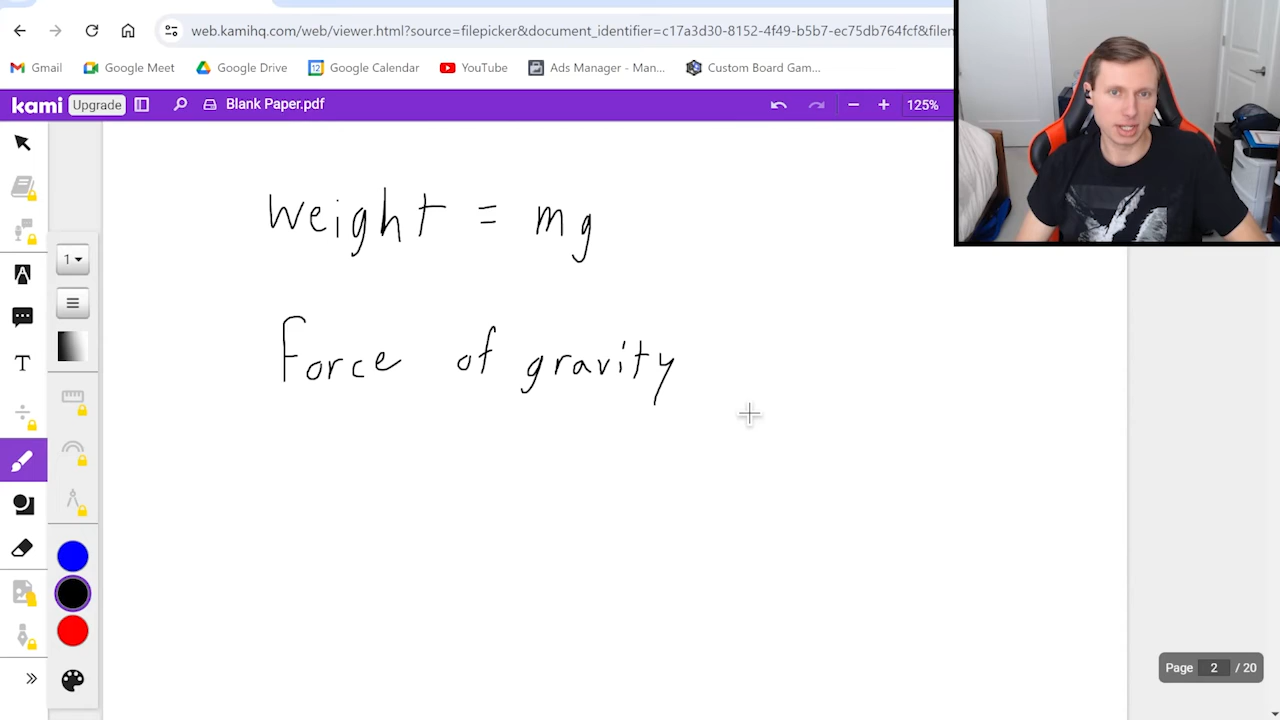 web.kamihq.com/web/viewer.html?source=filepicker&document_identifier=c17a3d30-8152-4f49-b5b7-ec75db764fcf&filen
Gmail Google Meet Google Drive Google Calendar YouTube Ads Manager - Man... Custom Board Gam...
kami Upgrade Blank Paper.pdf 125%
Weight = mg
1
Force of gravity
T
Page 2 / 20